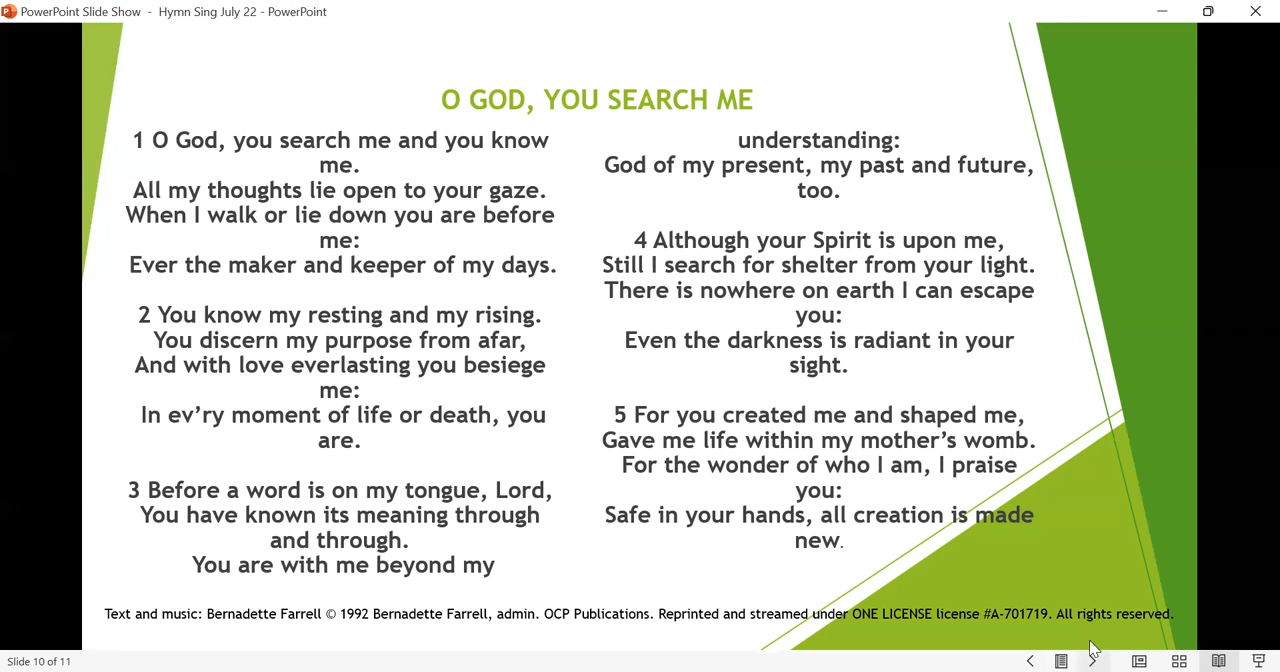 PowerPoint Slide Show - Hymn Sing July 22 - PowerPoint
O GOD, YOU SEARCH ME
1 O God, you search me and you know
me.
All my thoughts lie open to your gaze.
When I walk or lie down you are before
me:
Ever the maker and keeper of my days.
2 You know my resting and my rising.
You discern my purpose from afar,
And with love everlasting you besiege
me:
In ev’ry moment of life or death, you
are.
3 Before a word is on my tongue, Lord,
You have known its meaning through
and through.
You are with me beyond my
understanding:
God of my present, my past and future,
too.
4 Although your Spirit is upon me,
Still I search for shelter from your light.
There is nowhere on earth I can escape
you:
Even the darkness is radiant in your
sight.
5 For you created me and shaped me,
Gave me life within my mother’s womb.
For the wonder of who I am, I praise
you:
Safe in your hands, all creation is made
new.
Text and music: Bernadette Farrell © 1992 Bernadette Farrell, admin. OCP Publications. Reprinted and streamed under ONE LICENSE license #A-701719. All rights reserved.
Slide 10 of 11